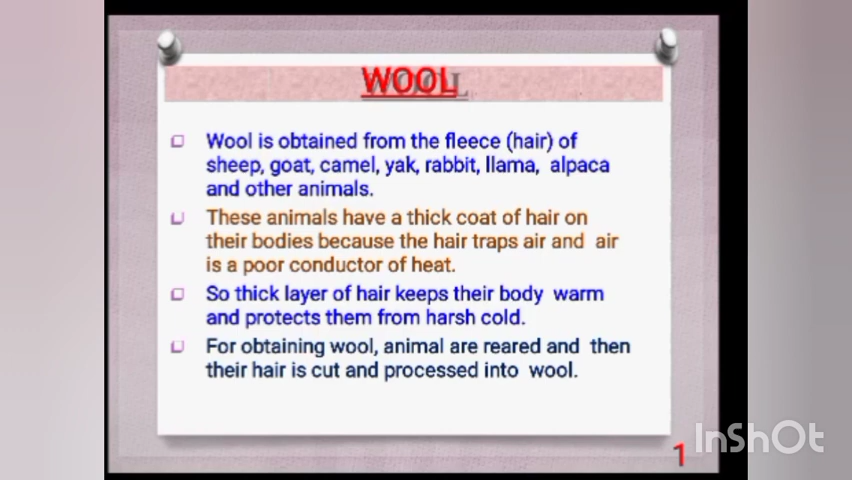 WOOL
Wool is obtained from the fleece (hair) of
sheep, goat, camel, yak, rabbit, llama, alpaca
and other animals.
These animals have a thick coat of hair on
their bodies because the hair traps air and air
is a poor conductor of heat.
So thick layer of hair keeps their body warm
and protects them from harsh cold.
For obtaining wool, animal are reared and then
their hair is cut and processed into wool.
1
InShOt